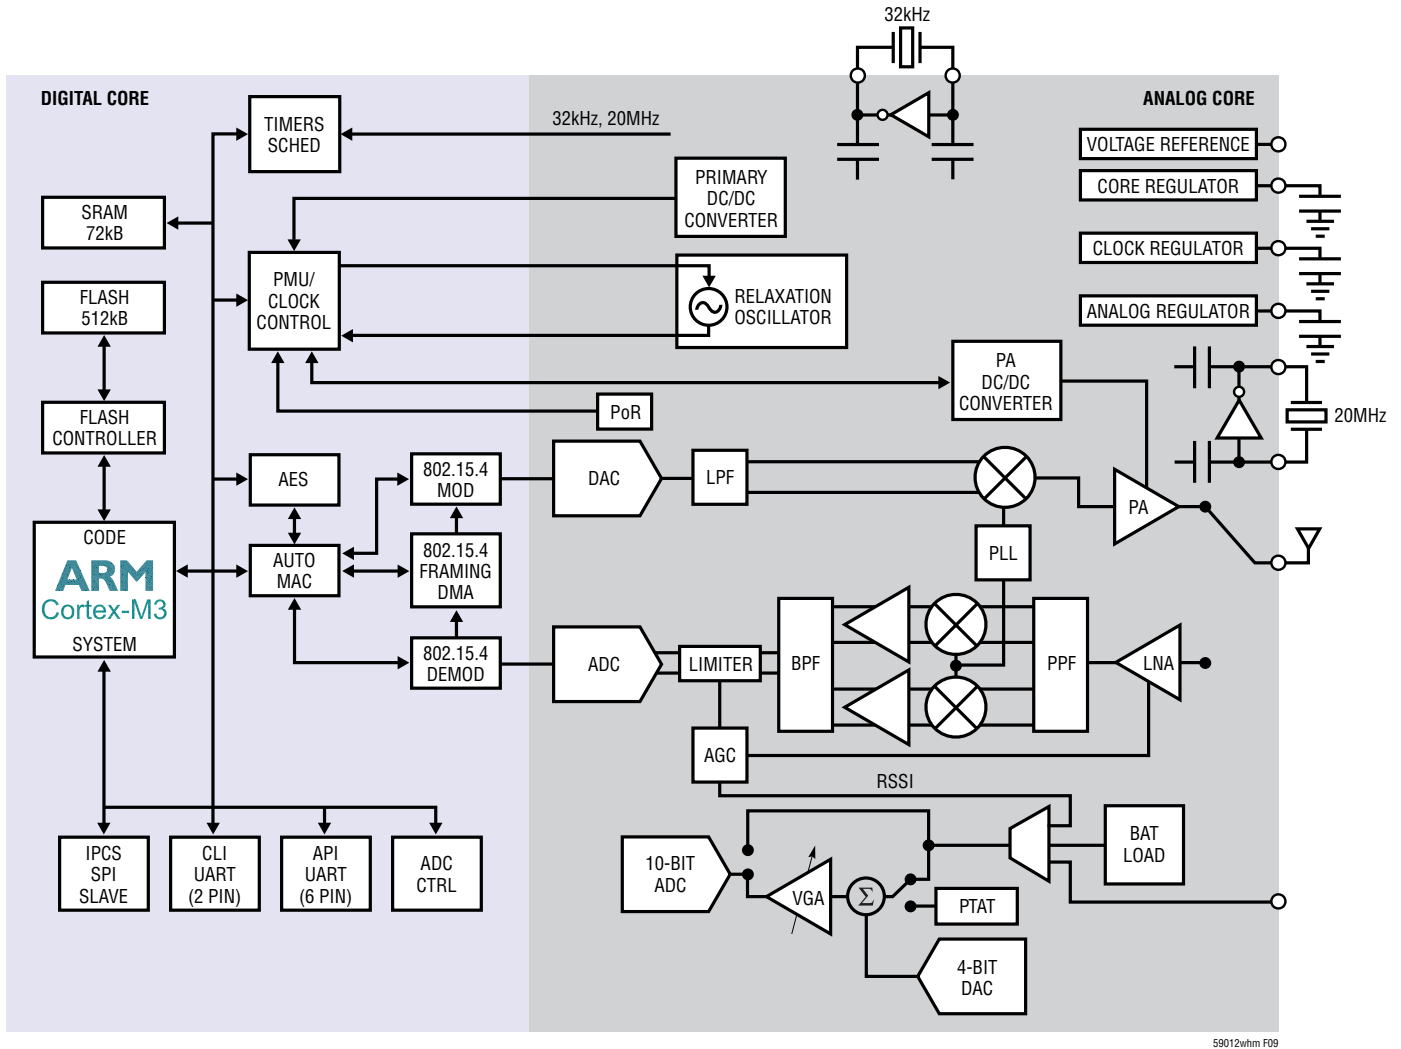 32kHz
DIGITAL CORE
ANALOG CORE
TIMERS
SCHED
32kHz, 20MHz
VOLTAGE REFERENCE
CORE REGULATOR
CLOCK REGULATOR
ANALOG REGULATOR
PRIMARY
DC/DC
CONVERTER
SRAM
72kB
FLASH
512kB
PMU/
CLOCK
CONTROL
RELAXATION
OSCILLATOR
PA
DC/DC
CONVERTER
20MHz
PoR
FLASH
CONTROLLER
AES
802.15.4
MOD
DAC
LPF
PA
CODE
ARM
Cortex-M3
SYSTEM
AUTO
MAC
802.15.4
FRAMING
DMA
PLL
802.15.4
DEMOD
ADC
LIMITER
BPF
PPF
LNA
AGC
RSSI
IPCS
SPI
SLAVE
CLI
UART
(2 PIN)
API
UART
(6 PIN)
ADC
CTRL
10-BIT
ADC
VGA
Σ
PTAT
BAT
LOAD
4-BIT
DAC
59012whm F09